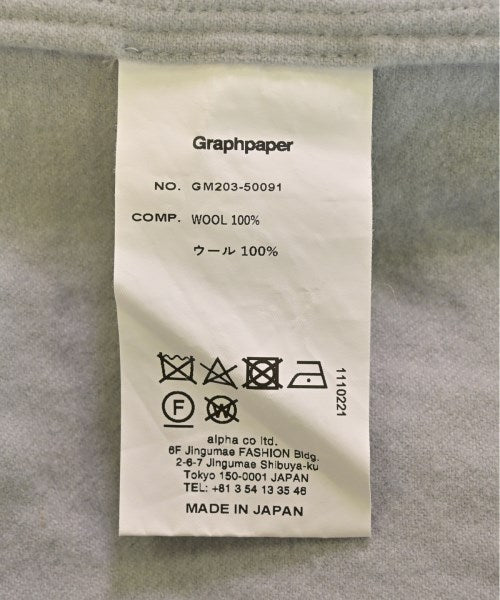 Graphpaper
NO. GM203-50091
COMP. WOOL 100%
ウール 100%
1110221
F
W
alpha co ltd.
6F Jingumae FASHION Bldg.
2-6-7 Jingumae Shibuya-ku
Tokyo 150-0001 JAPAN
TEL: +81 3 54 13 35 46
MADE IN JAPAN